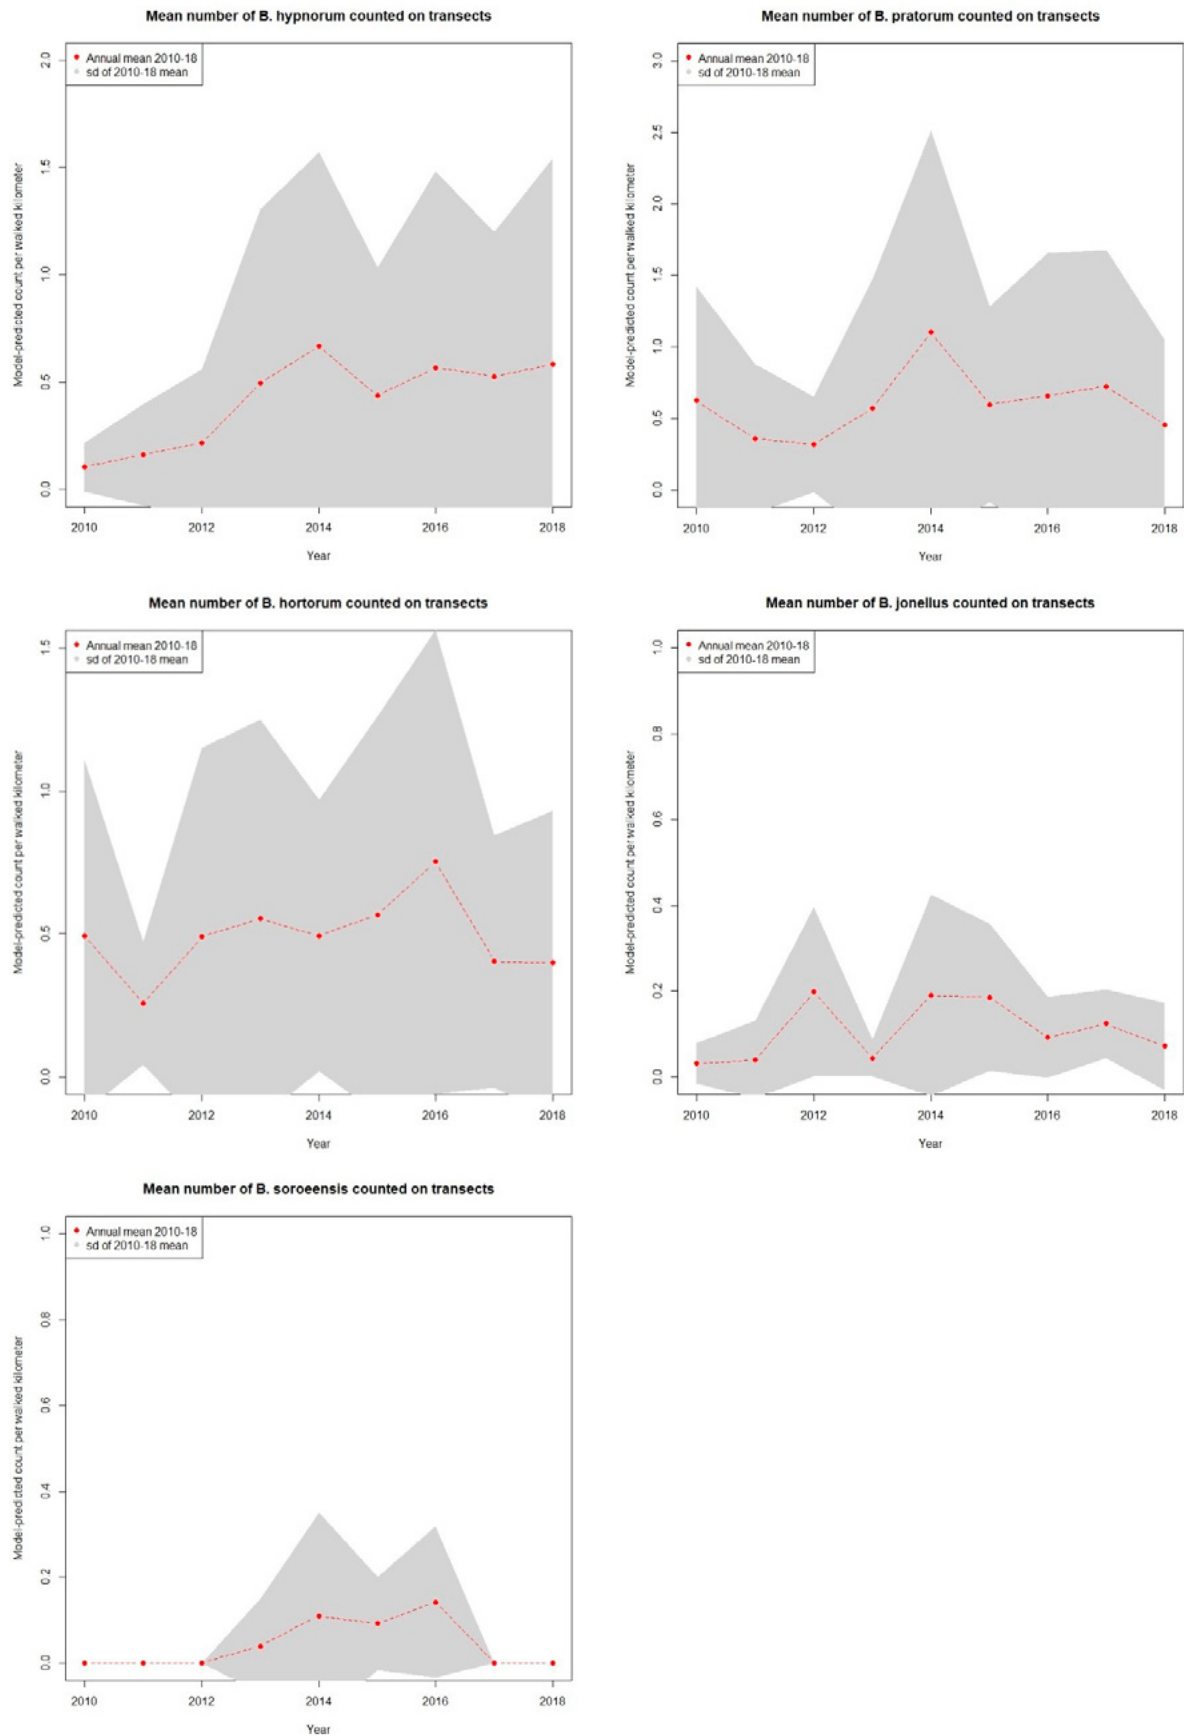 Mean number of B. hypnorum counted on transects
Annual mean 2010-18
sd of 2010-18 mean
Model-predicted count per walked kilometer
2.0
1.5
1.0
0.5
0.0
2010 2012 2014 2016 2018
Year
Mean number of B. pratorum counted on transects
Annual mean 2010-18
sd of 2010-18 mean
Model-predicted count per walked kilometer
3.0
2.5
2.0
1.5
1.0
0.5
0.0
2010 2012 2014 2016 2018
Year
Mean number of B. hortorum counted on transects
Annual mean 2010-18
sd of 2010-18 mean
Model-predicted count per walked kilometer
1.5
1.0
0.5
0.0
2010 2012 2014 2016 2018
Year
Mean number of B. jonellus counted on transects
Annual mean 2010-18
sd of 2010-18 mean
Model-predicted count per walked kilometer
1.0
0.8
0.6
0.4
0.2
0.0
2010 2012 2014 2016 2018
Year
Mean number of B. soroeensis counted on transects
Annual mean 2010-18
sd of 2010-18 mean
Model-predicted count per walked kilometer
1.0
0.8
0.6
0.4
0.2
0.0
2010 2012 2014 2016 2018
Year